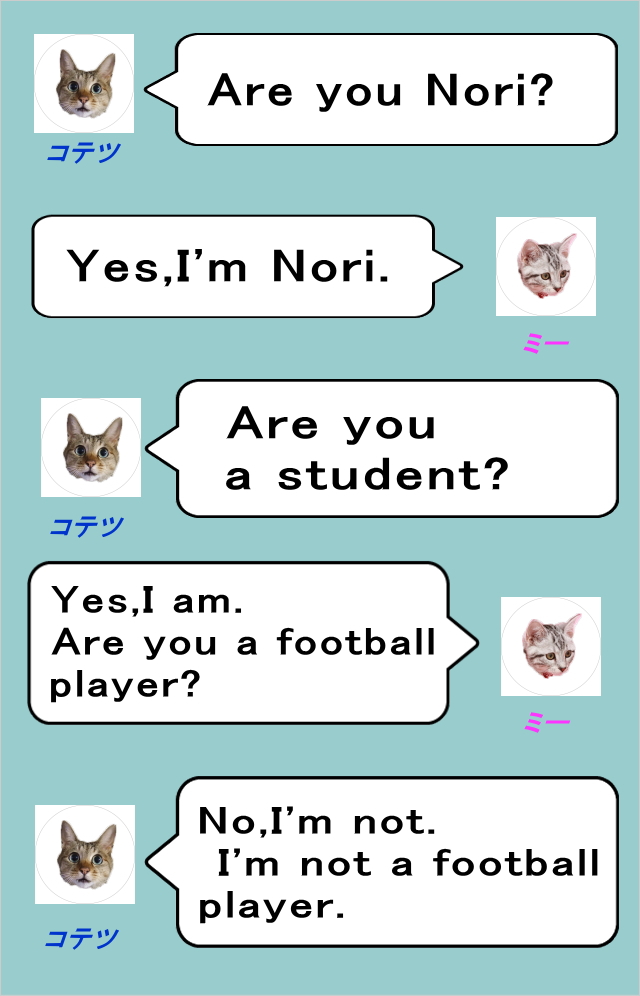 Are you Nori?
コテツ
Yes,I'm Nori.
ミー
Are you
a student?
コテツ
Yes,I am.
Are you a football
player?
ミー
No,I'm not.
I'm not a football
player.
コテツ